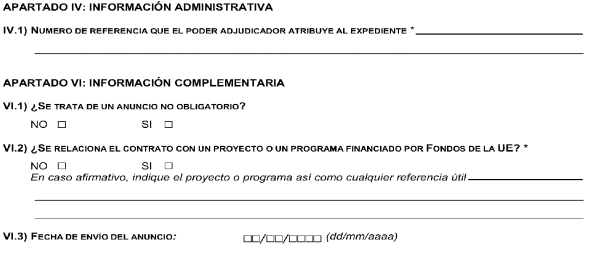 APARTADO IV: INFORMACIÓN ADMINISTRATIVA
IV.1) NUMERO DE REFERENCIA QUE EL PODER ADJUDICADOR ATRIBUYE AL EXPEDIENTE *
APARTADO VI: INFORMACIÓN COMPLEMENTARIA
VI.1) ¿SE TRATA DE UN ANUNCIO NO OBLIGATORIO?
NO □ SI □
VI.2) ¿SE RELACIONA EL CONTRATO CON UN PROYECTO O UN PROGRAMA FINANCIADO POR FONDOS DE LA UE? *
NO □ SI □
En caso afirmativo, indique el proyecto o programa así como cualquier referencia útil
VI.3) FECHA DE ENVÍO DEL ANUNCIO: □□/□□/□□□□ (dd/mm/aaaa)